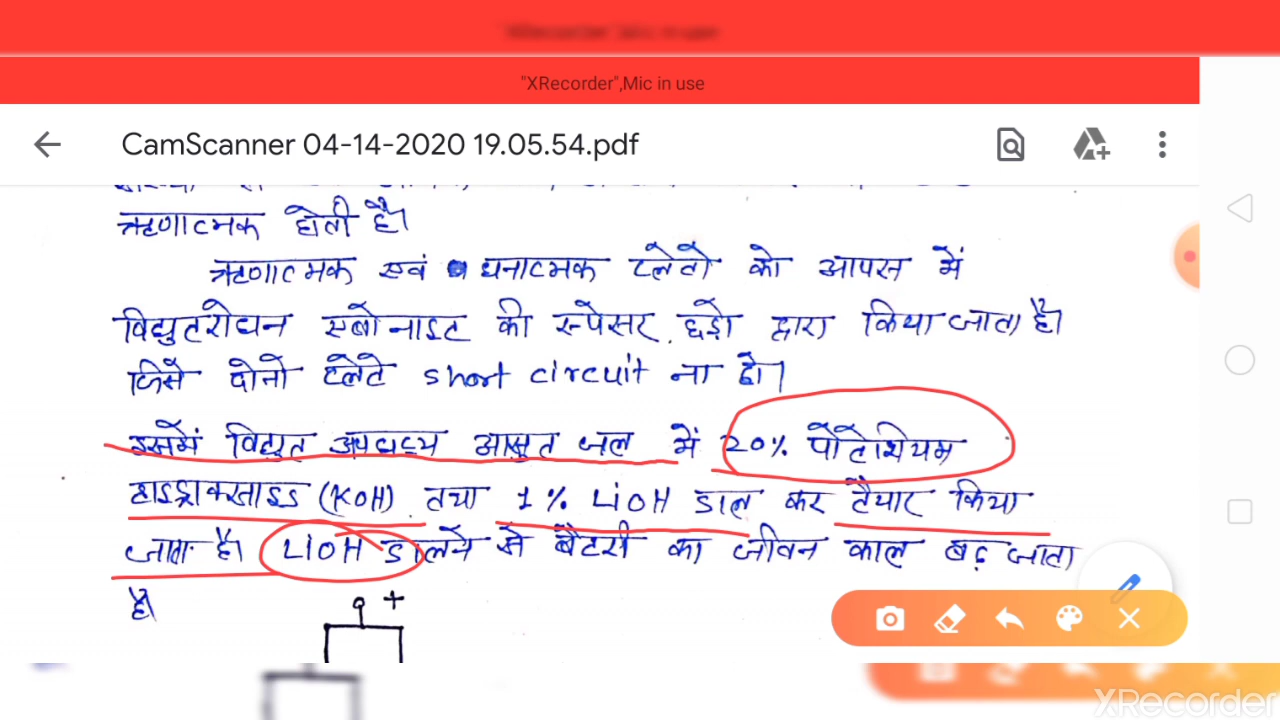 "XRecorder",Mic in use
CamScanner 04-14-2020 19.05.54.pdf
ऋणात्मक होती है।
ऋणात्मक एवं धनात्मक प्लेटो को आपस में
विद्युतरोधन एबोनाइट की स्पेसर छड़ो द्वारा किया जाता है।
जिसे दोनो प्लेटे short circuit ना हो।
इसमें विद्युत अपघट्य आसुत जल में 20% पोटेशियम
हाइड्राक्साइड (KOH) तथा 1% LiOH डाल कर तैयार किया
जाता है। LiOH डालने से बैटरी का जीवन काल बढ़ जाता
है।
+
XRecorder